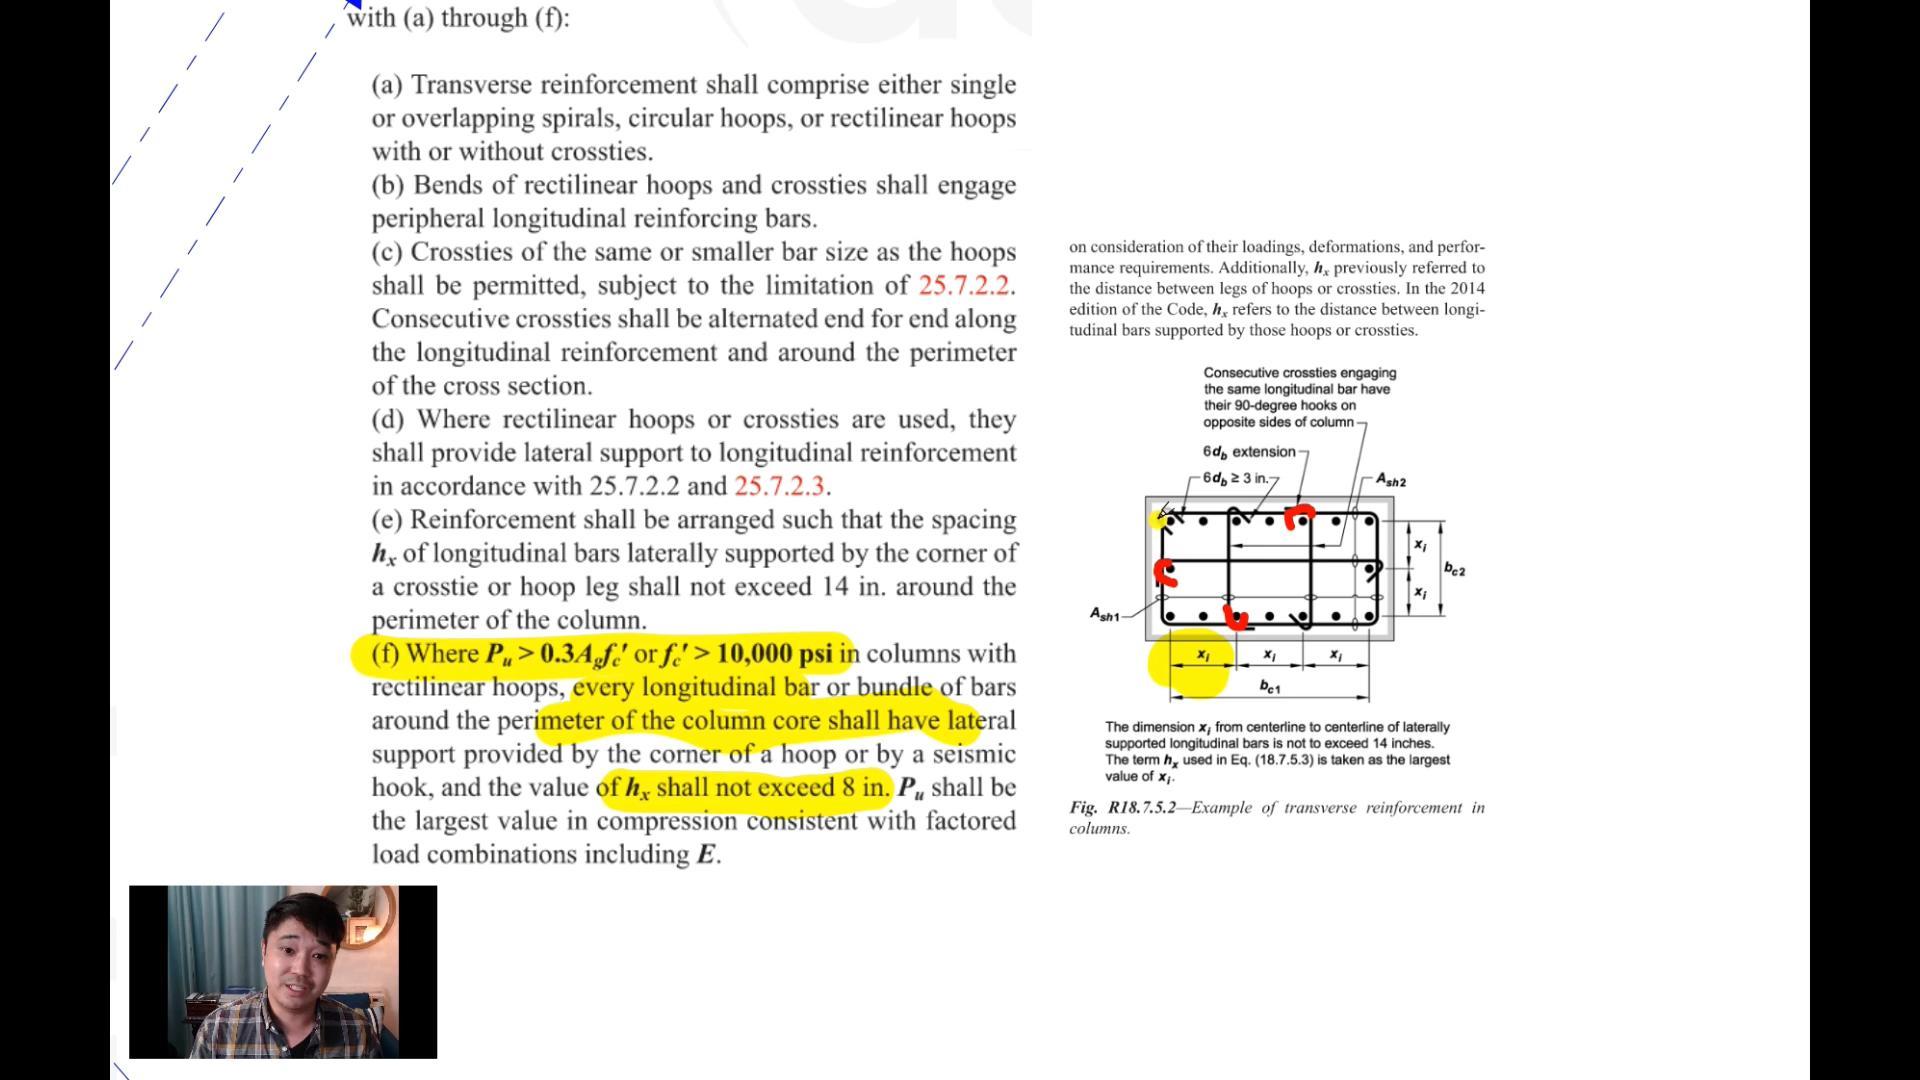 with (a) through (f):
(a) Transverse reinforcement shall comprise either single
or overlapping spirals, circular hoops, or rectilinear hoops
with or without crossties.
(b) Bends of rectilinear hoops and crossties shall engage
peripheral longitudinal reinforcing bars.
(c) Crossties of the same or smaller bar size as the hoops
shall be permitted, subject to the limitation of 25.7.2.2.
Consecutive crossties shall be alternated end for end along
the longitudinal reinforcement and around the perimeter
of the cross section.
(d) Where rectilinear hoops or crossties are used, they
shall provide lateral support to longitudinal reinforcement
in accordance with 25.7.2.2 and 25.7.2.3.
(e) Reinforcement shall be arranged such that the spacing
hx of longitudinal bars laterally supported by the corner of
a crosstie or hoop leg shall not exceed 14 in. around the
perimeter of the column.
(f) Where Pu > 0.3Agfc′ or fc′ > 10,000 psi in columns with
rectilinear hoops, every longitudinal bar or bundle of bars
around the perimeter of the column core shall have lateral
support provided by the corner of a hoop or by a seismic
hook, and the value of hx shall not exceed 8 in. Pu shall be
the largest value in compression consistent with factored
load combinations including E.
on consideration of their loadings, deformations, and perfor-
mance requirements. Additionally, hx previously referred to
the distance between legs of hoops or crossties. In the 2014
edition of the Code, hx refers to the distance between longi-
tudinal bars supported by those hoops or crossties.
Consecutive crossties engaging
the same longitudinal bar have
their 90-degree hooks on
opposite sides of column
6db extension
6db ≥ 3 in.
Ash2
xi
bc2
xi
Ash1
xi xi xi
bc1
The dimension xi from centerline to centerline of laterally
supported longitudinal bars is not to exceed 14 inches.
The term hx used in Eq. (18.7.5.3) is taken as the largest
value of xi.
Fig. R18.7.5.2—Example of transverse reinforcement in
columns.